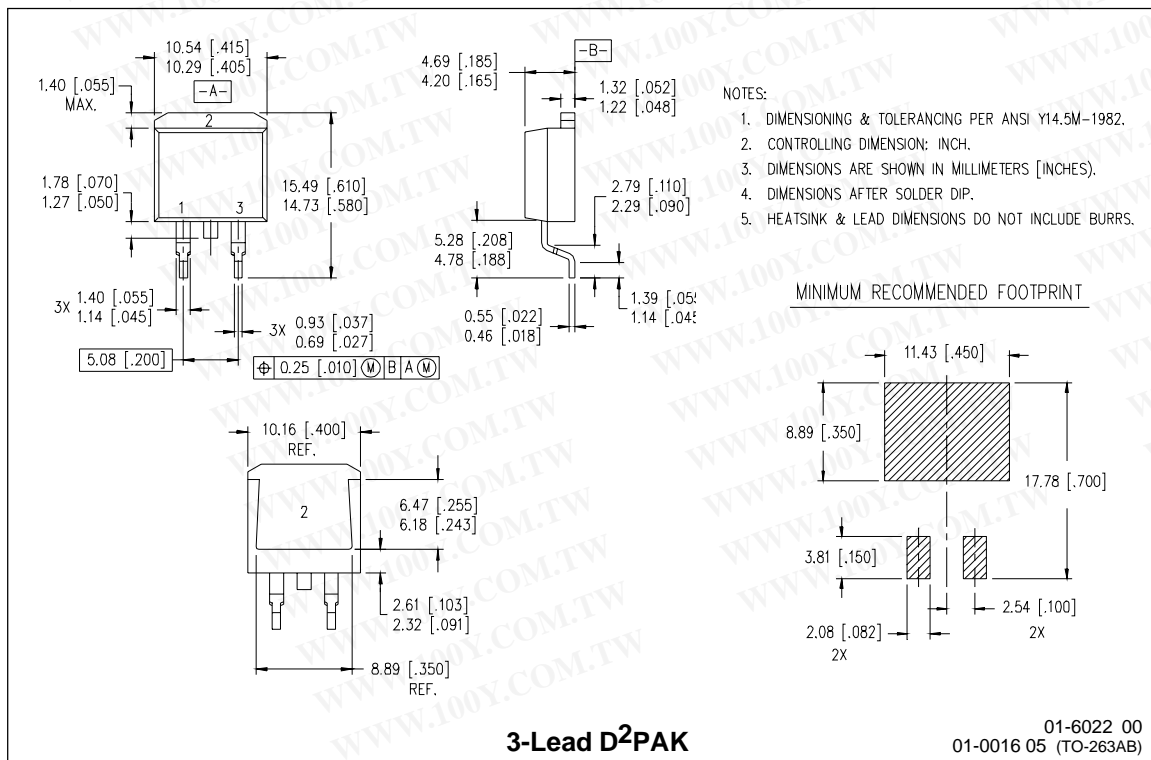 10.54 [.415]
10.29 [.405]
-A-
1.40 [.055]
MAX.
2
1.78 [.070]
1.27 [.050]
1 3
15.49 [.610]
14.73 [.580]
3X 1.40 [.055]
1.14 [.045]
3X 0.93 [.037]
0.69 [.027]
5.08 [.200]
⌖ 0.25 [.010] Ⓜ B A Ⓜ
-B-
4.69 [.185]
4.20 [.165]
1.32 [.052]
1.22 [.048]
2.79 [.110]
2.29 [.090]
5.28 [.208]
4.78 [.188]
0.55 [.022]
0.46 [.018]
1.39 [.055
1.14 [.045
NOTES:
1. DIMENSIONING & TOLERANCING PER ANSI Y14.5M-1982.
2. CONTROLLING DIMENSION: INCH.
3. DIMENSIONS ARE SHOWN IN MILLIMETERS [INCHES].
4. DIMENSIONS AFTER SOLDER DIP.
5. HEATSINK & LEAD DIMENSIONS DO NOT INCLUDE BURRS.
MINIMUM RECOMMENDED FOOTPRINT
11.43 [.450]
8.89 [.350]
17.78 [.700]
3.81 [.150]
2.08 [.082]
2X
2.54 [.100]
2X
10.16 [.400]
REF.
2
6.47 [.255]
6.18 [.243]
2.61 [.103]
2.32 [.091]
8.89 [.350]
REF.
3-Lead D²PAK
01-6022 00
01-0016 05 (TO-263AB)
WWW.100Y.COM.TW